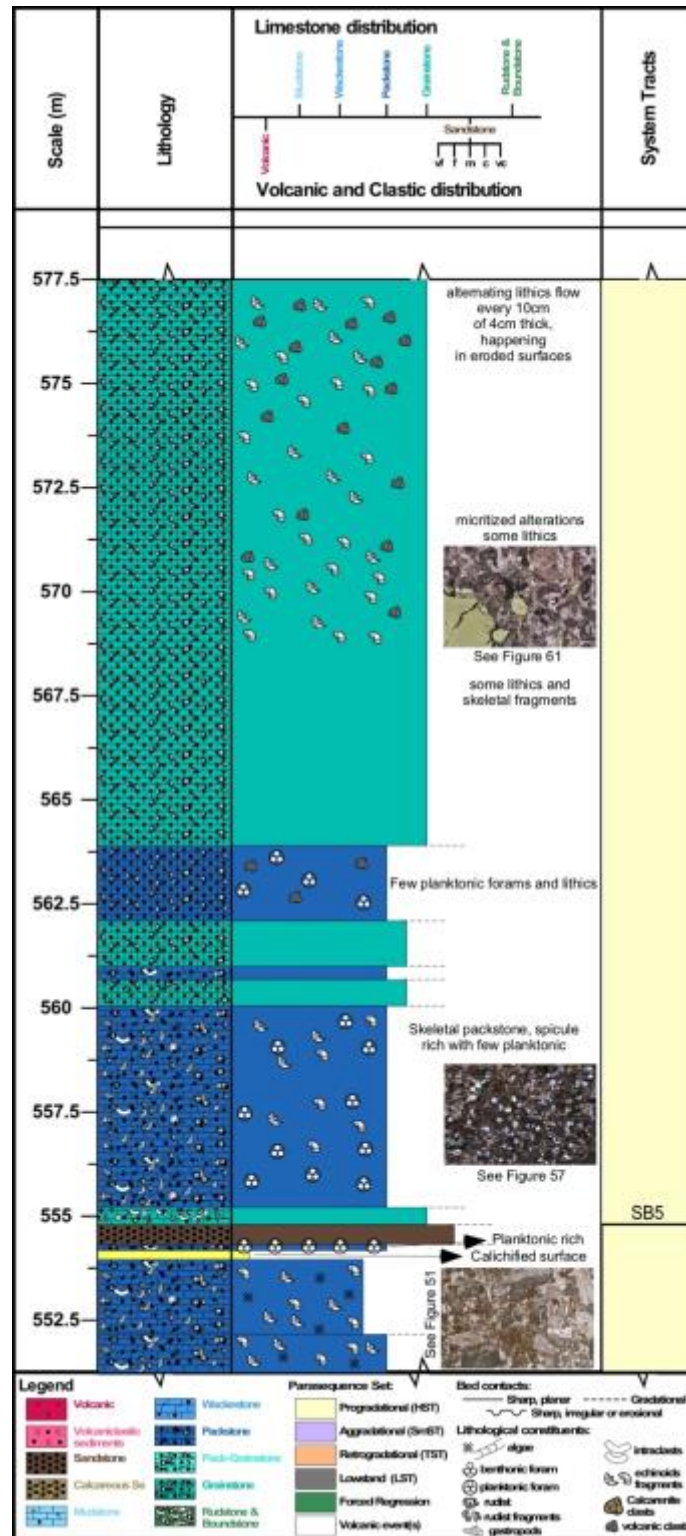 Scale (m)
Lithology
Limestone distribution
Mudstone
Wackestone
Packstone
Grainstone
Rudstone &
Boundstone
Volcanic
Sandstone
vf f m c vc
Volcanic and Clastic distribution
System Tracts
577.5
575
572.5
570
567.5
565
562.5
560
557.5
555
552.5
alternating lithics flow
every 10cm
of 4cm thick,
happening
in eroded surfaces
micritized alterations
some lithics
See Figure 61
some lithics and
skeletal fragments
Few planktonic forams and lithics
Skeletal packstone, spicule
rich with few planktonic
See Figure 57
SB5
Planktonic rich
Calichified surface
See Figure 51
Legend
Volcanic
Volcaniclastic
sediments
Sandstone
Calcareous Ss
Mudstone
Wackestone
Packstone
Pack-Grainstone
Grainstone
Rudstone &
Boundstone
Parasequence Set:
Progradational (HST)
Aggradational (SmST)
Retrogradational (TST)
Lowstand (LST)
Forced Regression
Volcanic event(s)
Bed contacts:
Sharp, planar
Gradational
Sharp, irregular or erosional
Lithological constituents:
algae
benthonic foram
planktonic foram
rudist
rudist fragments
gastropods
intraclasts
echinoids
fragments
Calcarenite
clasts
volcanic clast